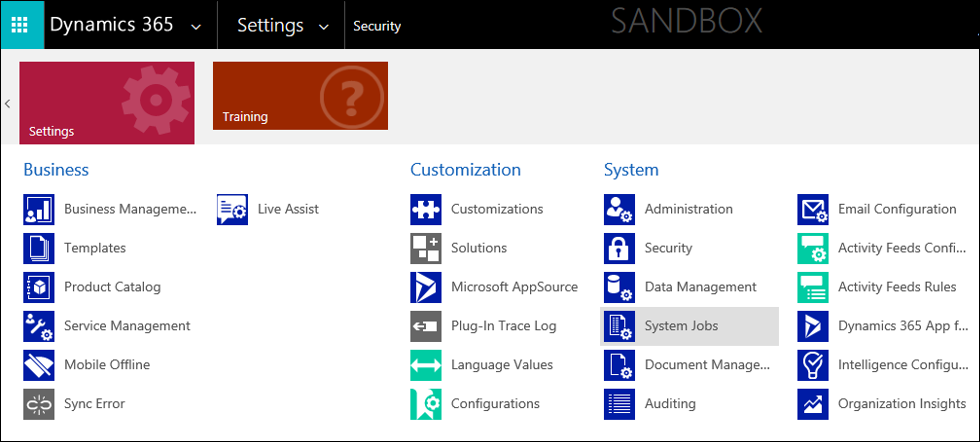 Dynamics 365
Settings
Security
SANDBOX
Settings
Training
?
Business
Business Manageme...
Templates
Product Catalog
Service Management
Mobile Offline
Sync Error
Live Assist
Customization
Customizations
Solutions
Microsoft AppSource
Plug-In Trace Log
Language Values
Configurations
System
Administration
Security
Data Management
System Jobs
Document Manage...
Auditing
Email Configuration
Activity Feeds Confi...
Activity Feeds Rules
Dynamics 365 App f...
Intelligence Configu...
Organization Insights